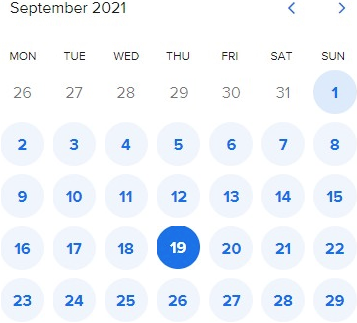 September 2021 < >
MON TUE WED THU FRI SAT SUN
26 27 28 29 30 31 1
2 3 4 5 6 7 8
9 10 11 12 13 14 15
16 17 18 19 20 21 22
23 24 25 26 27 28 29